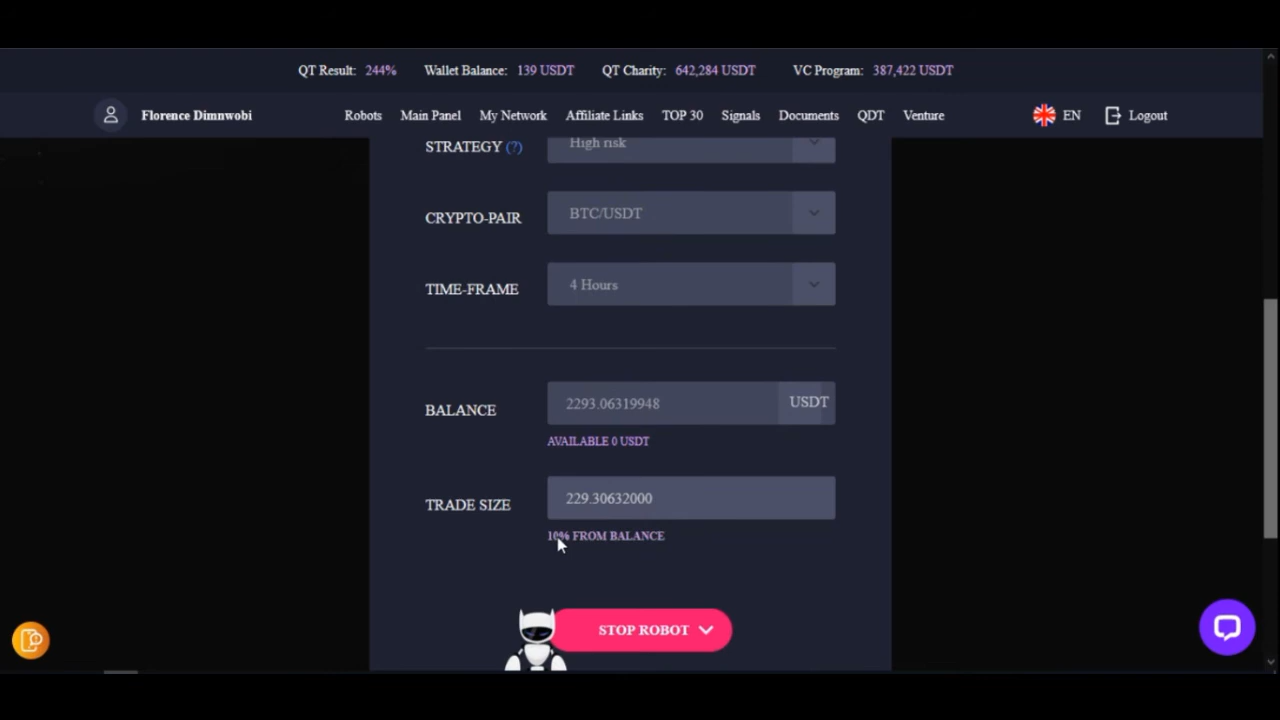 QT Result: 244% Wallet Balance: 139 USDT QT Charity: 642,284 USDT VC Program: 387,422 USDT
Florence Dimnwobi Robots Main Panel My Network Affiliate Links TOP 30 Signals Documents QDT Venture EN Logout
STRATEGY (?) High risk
CRYPTO-PAIR BTC/USDT
TIME-FRAME 4 Hours
BALANCE 2293.06319948 USDT
AVAILABLE 0 USDT
TRADE SIZE 229.30632000
10% FROM BALANCE
STOP ROBOT